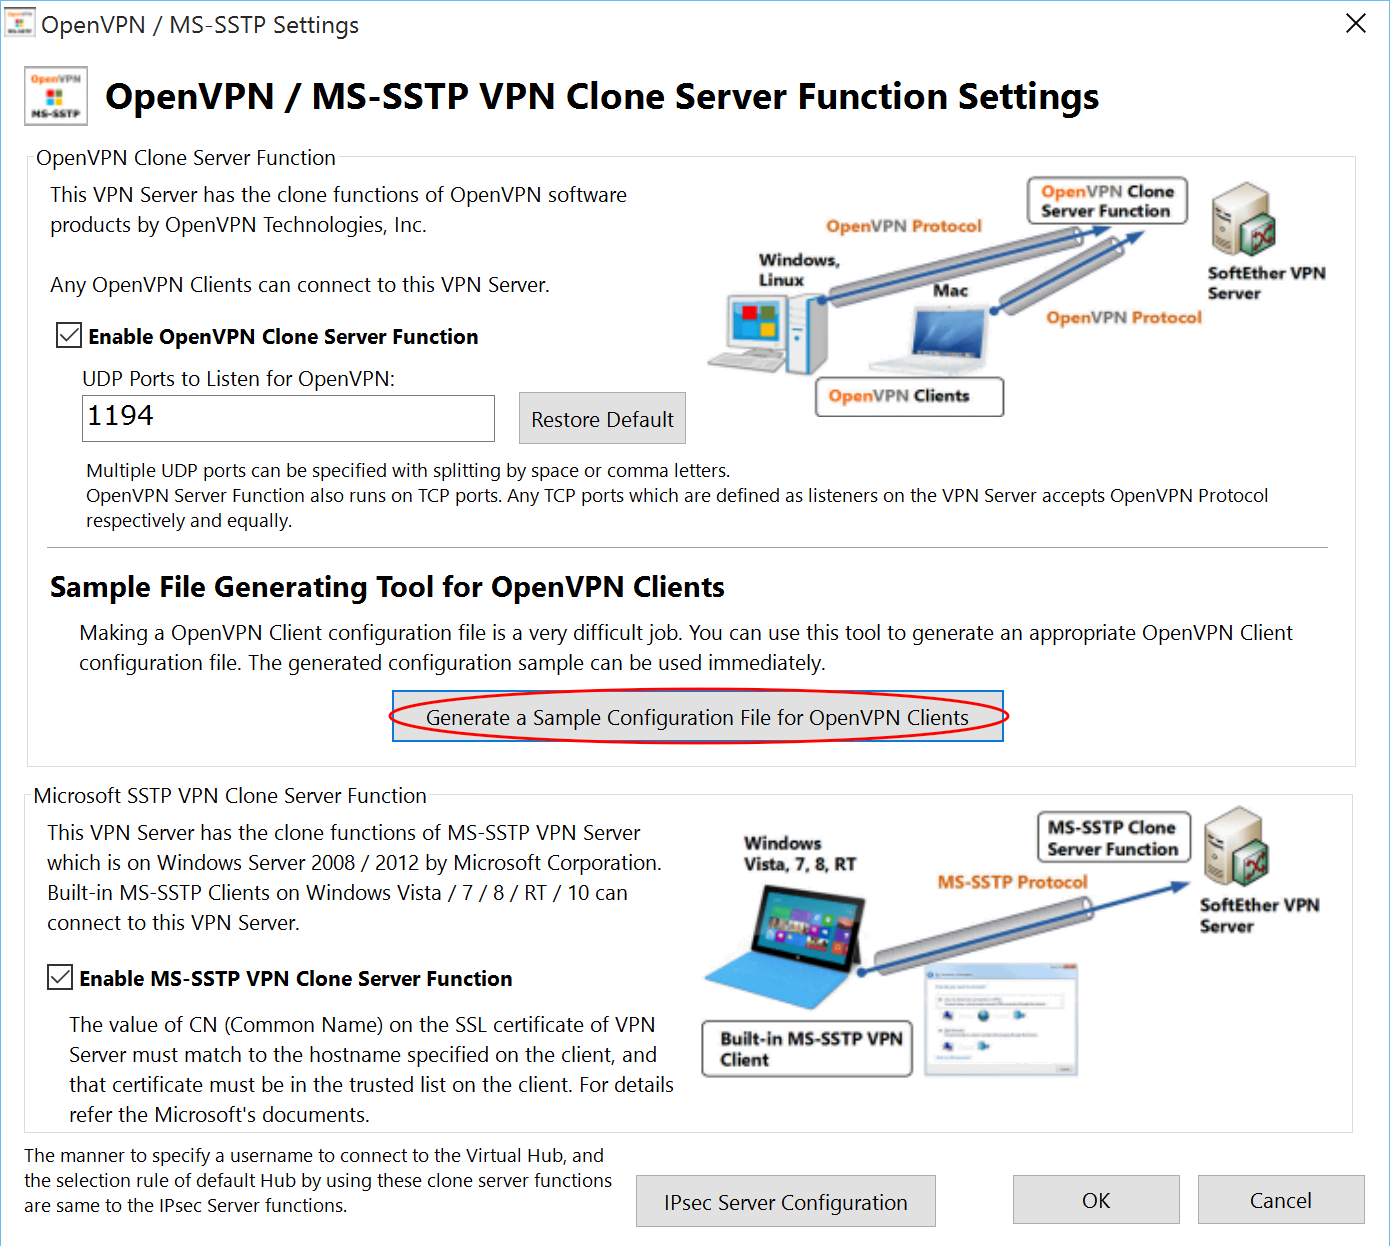 OpenVPN / MS-SSTP Settings
OpenVPN
MS-SSTP
OpenVPN / MS-SSTP VPN Clone Server Function Settings
OpenVPN Clone Server Function
This VPN Server has the clone functions of OpenVPN software
products by OpenVPN Technologies, Inc.
Any OpenVPN Clients can connect to this VPN Server.
Enable OpenVPN Clone Server Function
UDP Ports to Listen for OpenVPN:
1194
Restore Default
OpenVPN Clone
Server Function
OpenVPN Protocol
Windows,
Linux
Mac
SoftEther VPN
Server
OpenVPN Protocol
OpenVPN Clients
Multiple UDP ports can be specified with splitting by space or comma letters.
OpenVPN Server Function also runs on TCP ports. Any TCP ports which are defined as listeners on the VPN Server accepts OpenVPN Protocol
respectively and equally.
Sample File Generating Tool for OpenVPN Clients
Making a OpenVPN Client configuration file is a very difficult job. You can use this tool to generate an appropriate OpenVPN Client
configuration file. The generated configuration sample can be used immediately.
Generate a Sample Configuration File for OpenVPN Clients
Microsoft SSTP VPN Clone Server Function
This VPN Server has the clone functions of MS-SSTP VPN Server
which is on Windows Server 2008 / 2012 by Microsoft Corporation.
Built-in MS-SSTP Clients on Windows Vista / 7 / 8 / RT / 10 can
connect to this VPN Server.
Enable MS-SSTP VPN Clone Server Function
The value of CN (Common Name) on the SSL certificate of VPN
Server must match to the hostname specified on the client, and
that certificate must be in the trusted list on the client. For details
refer the Microsoft's documents.
Windows
Vista, 7, 8, RT
MS-SSTP Clone
Server Function
MS-SSTP Protocol
SoftEther VPN
Server
Built-in MS-SSTP VPN
Client
The manner to specify a username to connect to the Virtual Hub, and
the selection rule of default Hub by using these clone server functions
are same to the IPsec Server functions.
IPsec Server Configuration
OK
Cancel